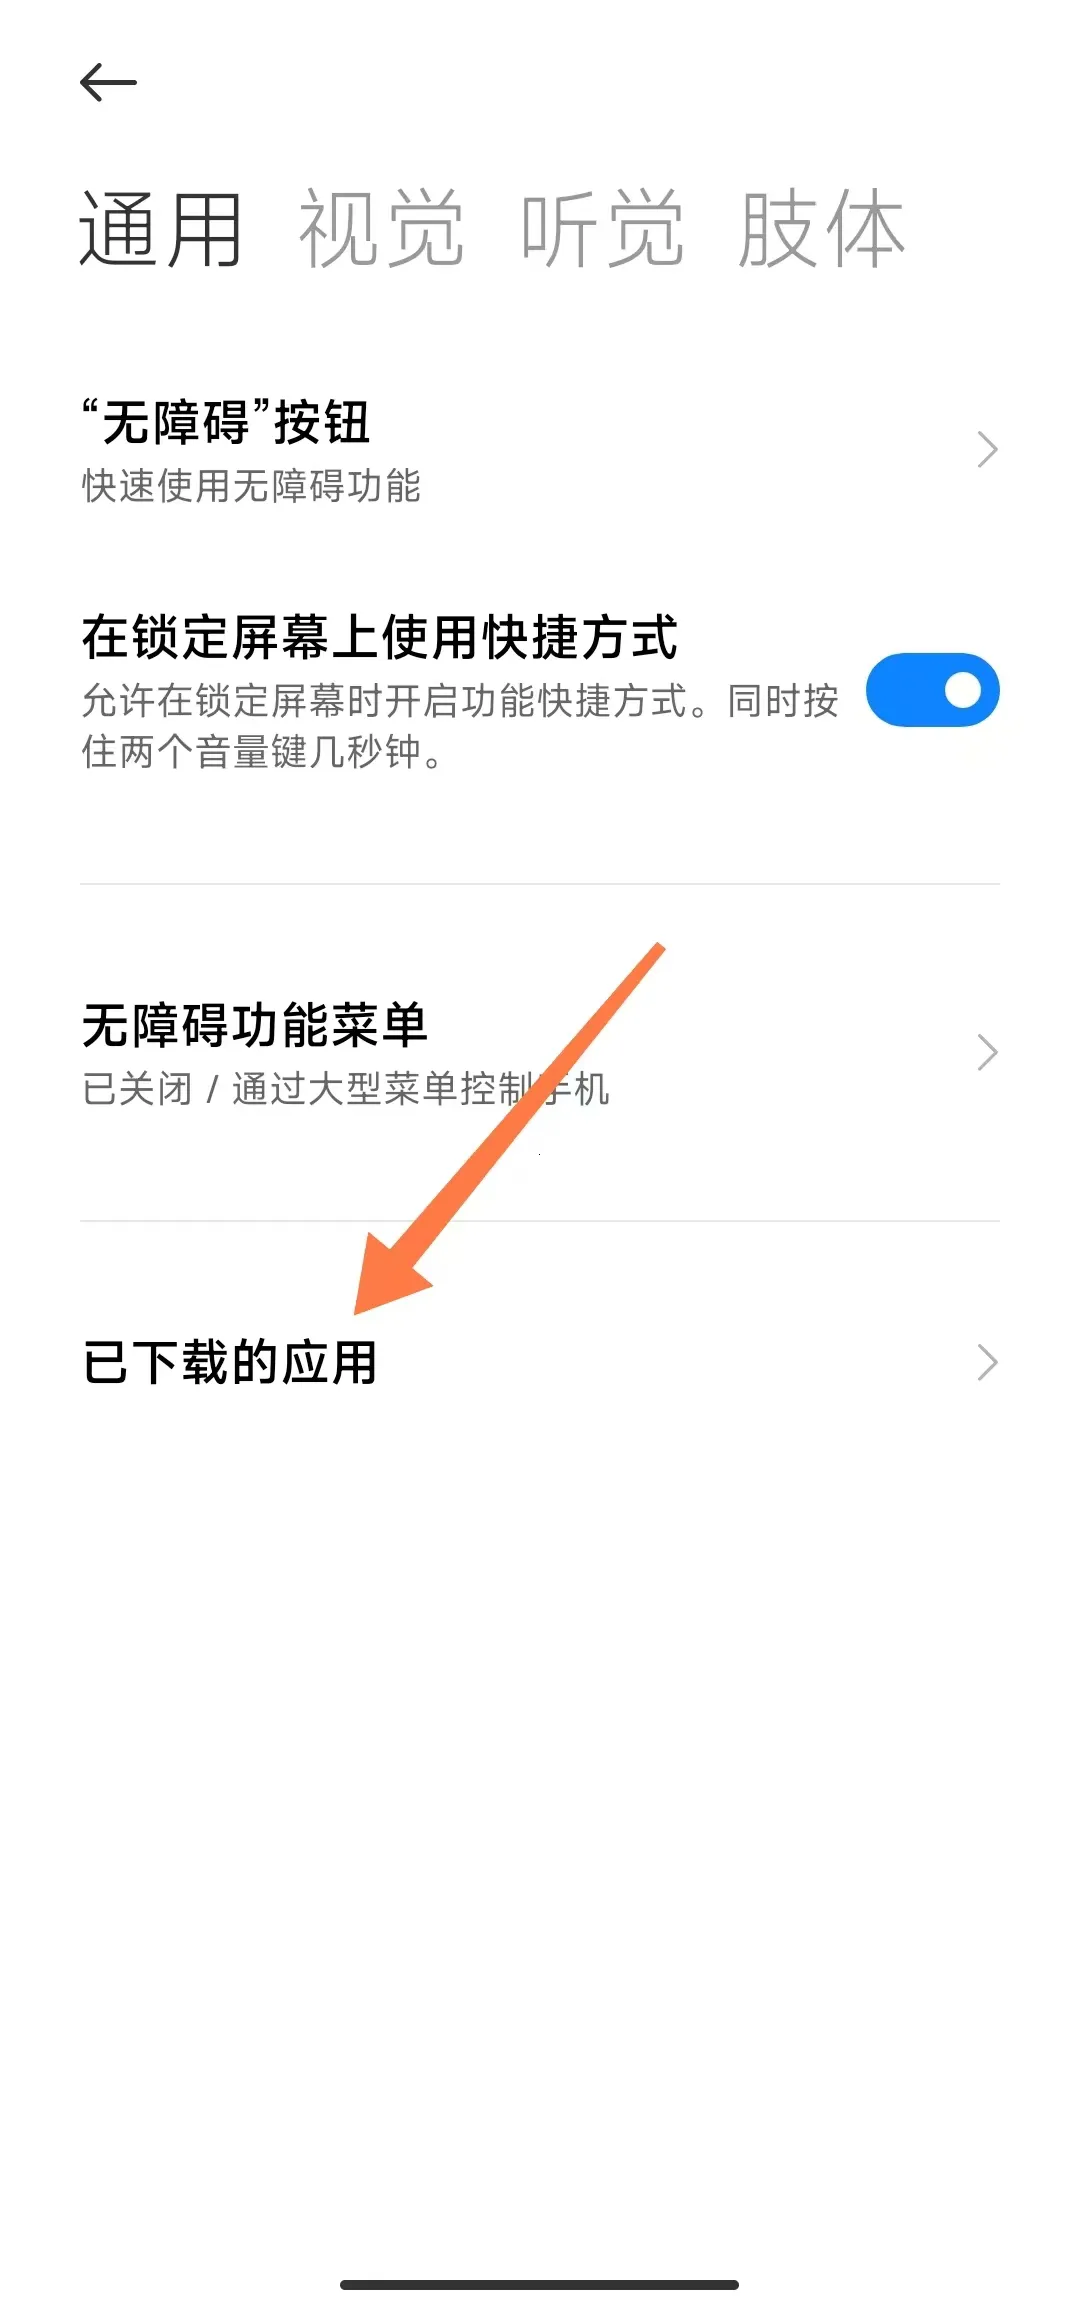 通用 视觉 听觉 肢体
“无障碍”按钮
快速使用无障碍功能
在锁定屏幕上使用快捷方式
允许在锁定屏幕时开启功能快捷方式。同时按
住两个音量键几秒钟。
无障碍功能菜单
已关闭 / 通过大型菜单控制手机
已下载的应用